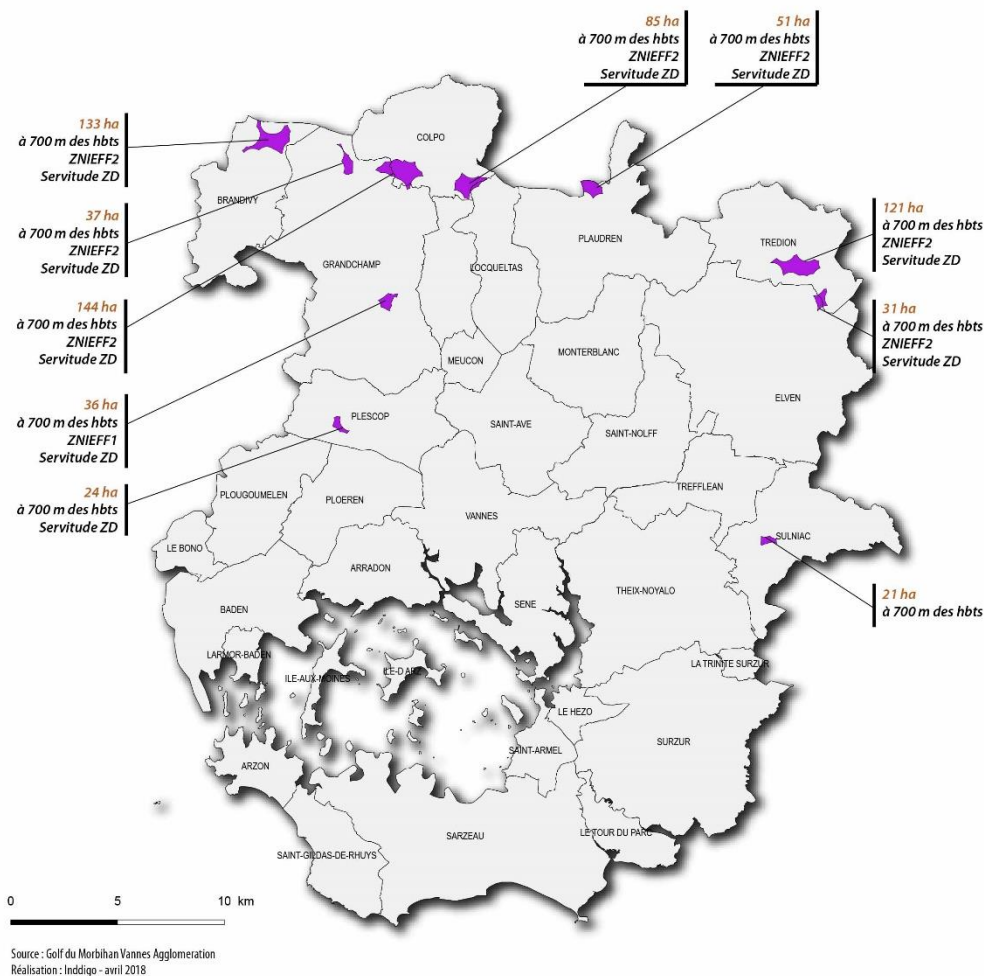 85 ha
à 700 m des hbts
ZNIEFF2
Servitude ZD
51 ha
à 700 m des hbts
ZNIEFF2
Servitude ZD
133 ha
à 700 m des hbts
ZNIEFF2
Servitude ZD
37 ha
à 700 m des hbts
ZNIEFF2
Servitude ZD
144 ha
à 700 m des hbts
ZNIEFF2
Servitude ZD
36 ha
à 700 m des hbts
ZNIEFF1
Servitude ZD
24 ha
à 700 m des hbts
Servitude ZD
121 ha
à 700 m des hbts
ZNIEFF2
Servitude ZD
31 ha
à 700 m des hbts
ZNIEFF2
Servitude ZD
21 ha
à 700 m des hbts
COLPO
BRANDIVY
PLAUDREN
TREDION
GRANDCHAMP
LOCQUELTAS
MONTERBLANC
MEUCON
ELVEN
PLESCOP
SAINT-AVE
SAINT-NOLFF
TREFFLEAN
PLOUGOUMELEN
PLOEREN
VANNES
SULNIAC
LE BONO
ARRADON
THEIX-NOYALO
SENE
BADEN
LARMOR-BADEN
ILE-AUX-MOINES
ILE-D ARZ
LA TRINITE SURZUR
LE HEZO
SURZUR
SAINT-ARMEL
ARZON
SARZEAU
LE TOUR DU PARC
SAINT-GILDAS-DE-RHUYS
0 5 10 km
Source : Golf du Morbihan Vannes Agglomeration
Réalisation : Inddigo - avril 2018